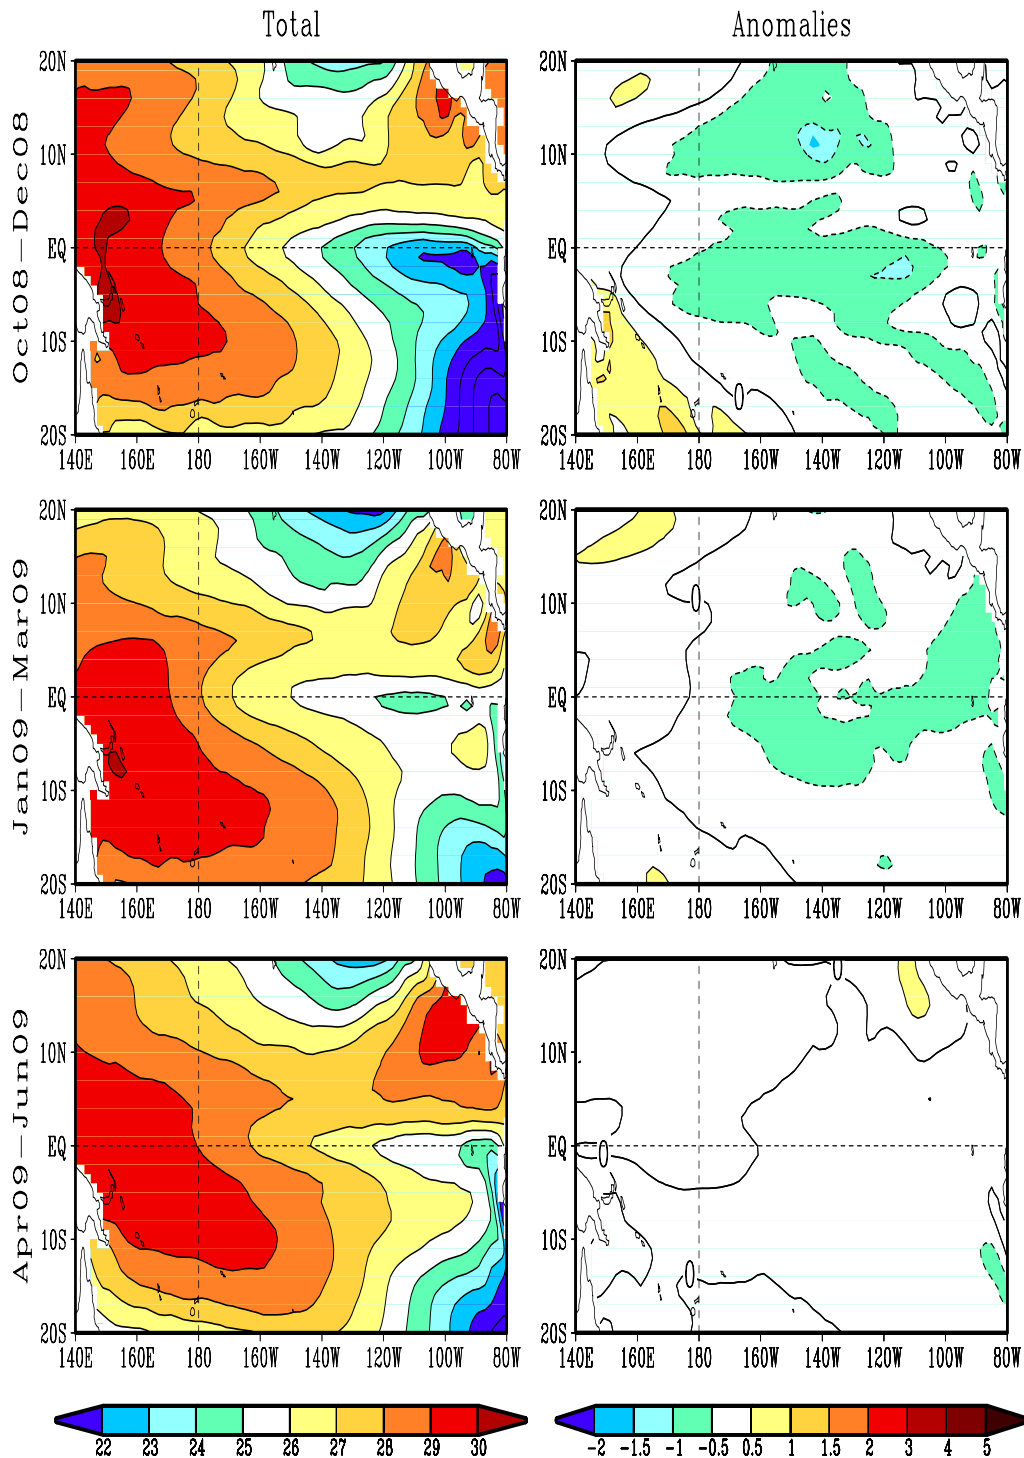 Total Anomalies
Oct08-Dec08
20N 20N
10N 10N
EQ EQ
10S 10S
20S 20S
140E 160E 180 160W 140W 120W 100W 80W 140E 160E 180 160W 140W 120W 100W 80W
0
Jan09-Mar09
20N 20N
10N 10N
0
EQ EQ
10S 10S
20S 20S
140E 160E 180 160W 140W 120W 100W 80W 140E 160E 180 160W 140W 120W 100W 80W
Apr09-Jun09
20N 20N
0
10N 10N
EQ EQ
0
10S 10S
0
20S 20S
140E 160E 180 160W 140W 120W 100W 80W 140E 160E 180 160W 140W 120W 100W 80W
22 23 24 25 26 27 28 29 30 -2 -1.5 -1 -0.5 0.5 1 1.5 2 3 4 5